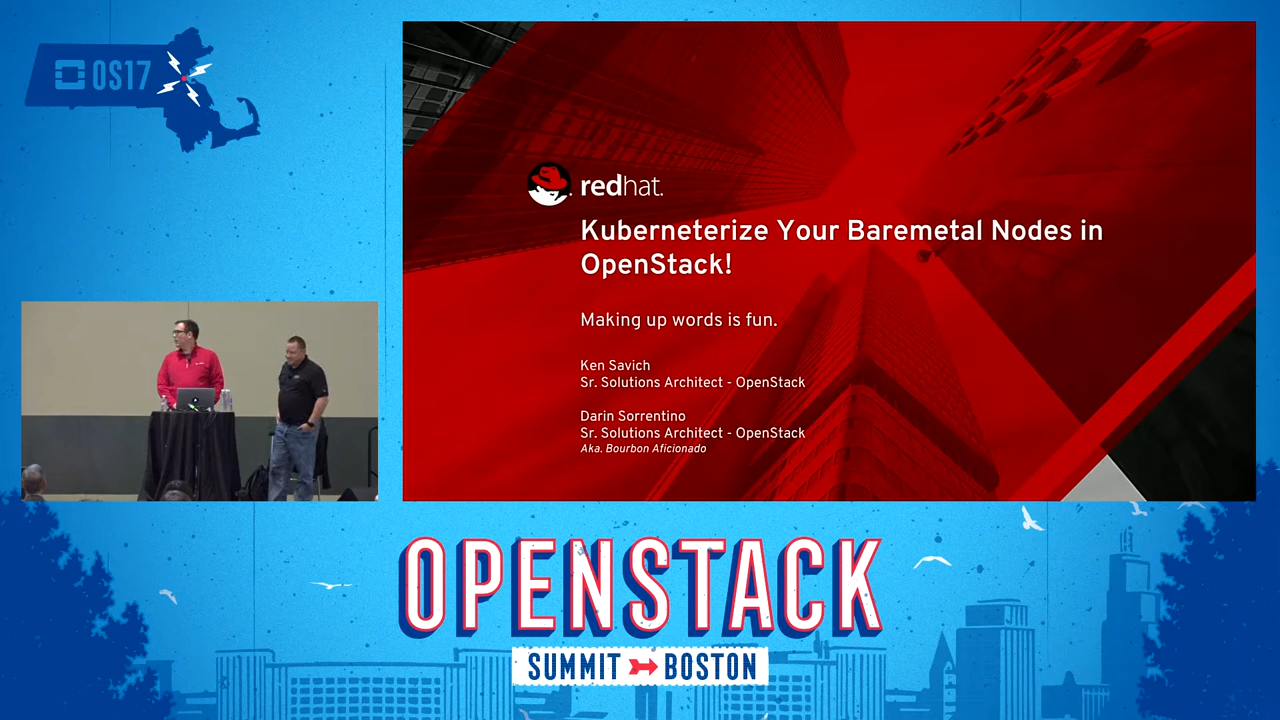 OS17
redhat.
Kuberneterize Your Baremetal Nodes in
OpenStack!
Making up words is fun.
Ken Savich
Sr. Solutions Architect - OpenStack
Darin Sorrentino
Sr. Solutions Architect - OpenStack
Aka. Bourbon Aficionado
OPENSTACK
SUMMIT BOSTON